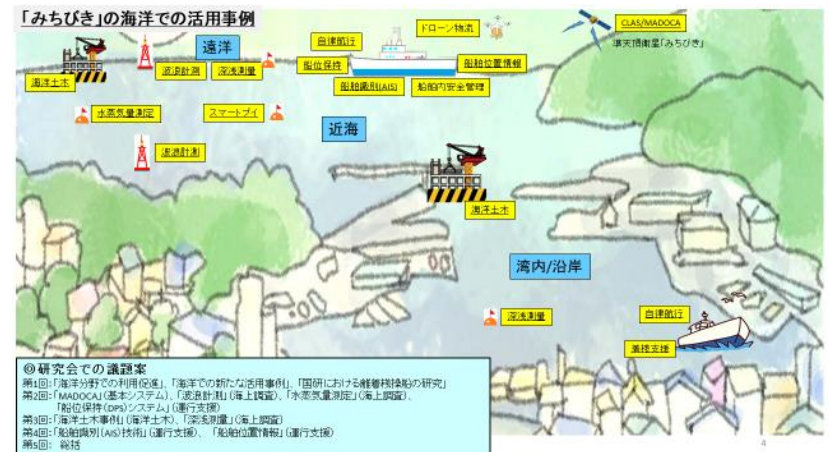 「みちびき」の海洋での活用事例
遠洋
自律航行
ドローン物流
CLAS/MADOCA
準天頂衛星「みちびき」
海洋土木
波浪計測
深浅測量
船位保持
船舶位置情報
船舶識別(AIS)
船舶内安全管理
水蒸気量測定
スマートブイ
近海
波浪計測
海洋土木
湾内/沿岸
深浅測量
自律航行
着桟支援
◎研究会での議題案
第1回:「海洋分野での利用促進」、「海洋での新たな活用事例」、「国研における離着桟操船の研究」
第2回:「MADOCA」(基本システム)、「波浪計測」(海上調査)、「水蒸気量測定」(海上調査)、
「船位保持(DPS)システム」(運行支援)
第3回:「海洋土木事例」(海洋土木)、「深浅測量」(海上調査)
第4回:「船舶識別(AIS)技術」(運行支援)、「船舶位置情報」(運行支援)
第5回: 総括
4